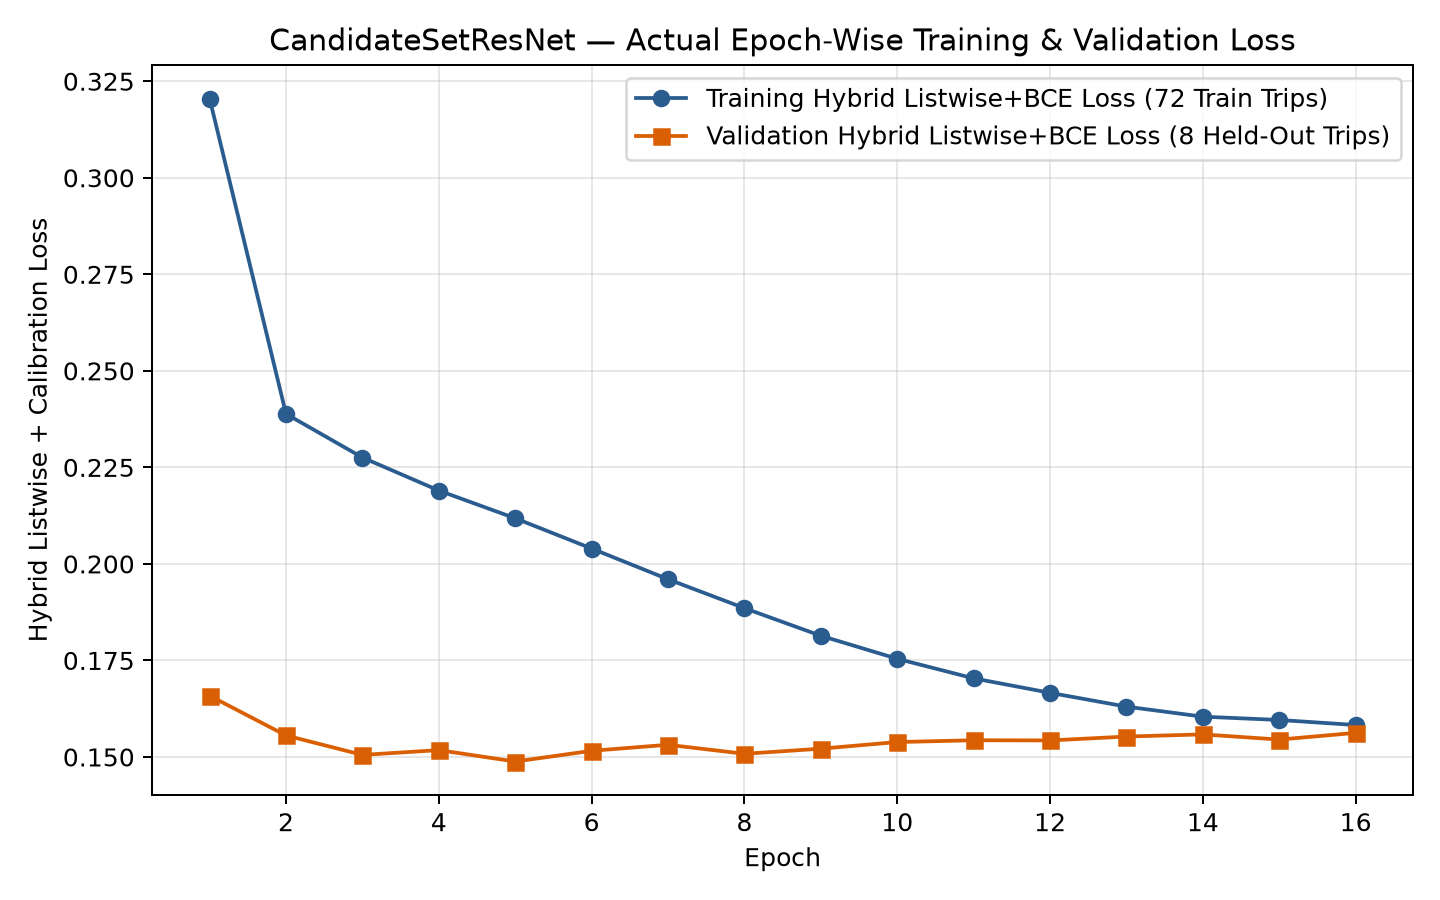 CandidateSetResNet — Actual Epoch-Wise Training & Validation Loss
Training Hybrid Listwise+BCE Loss (72 Train Trips)
Validation Hybrid Listwise+BCE Loss (8 Held-Out Trips)
Hybrid Listwise + Calibration Loss
0.325
0.300
0.275
0.250
0.225
0.200
0.175
0.150
2 4 6 8 10 12 14 16
Epoch